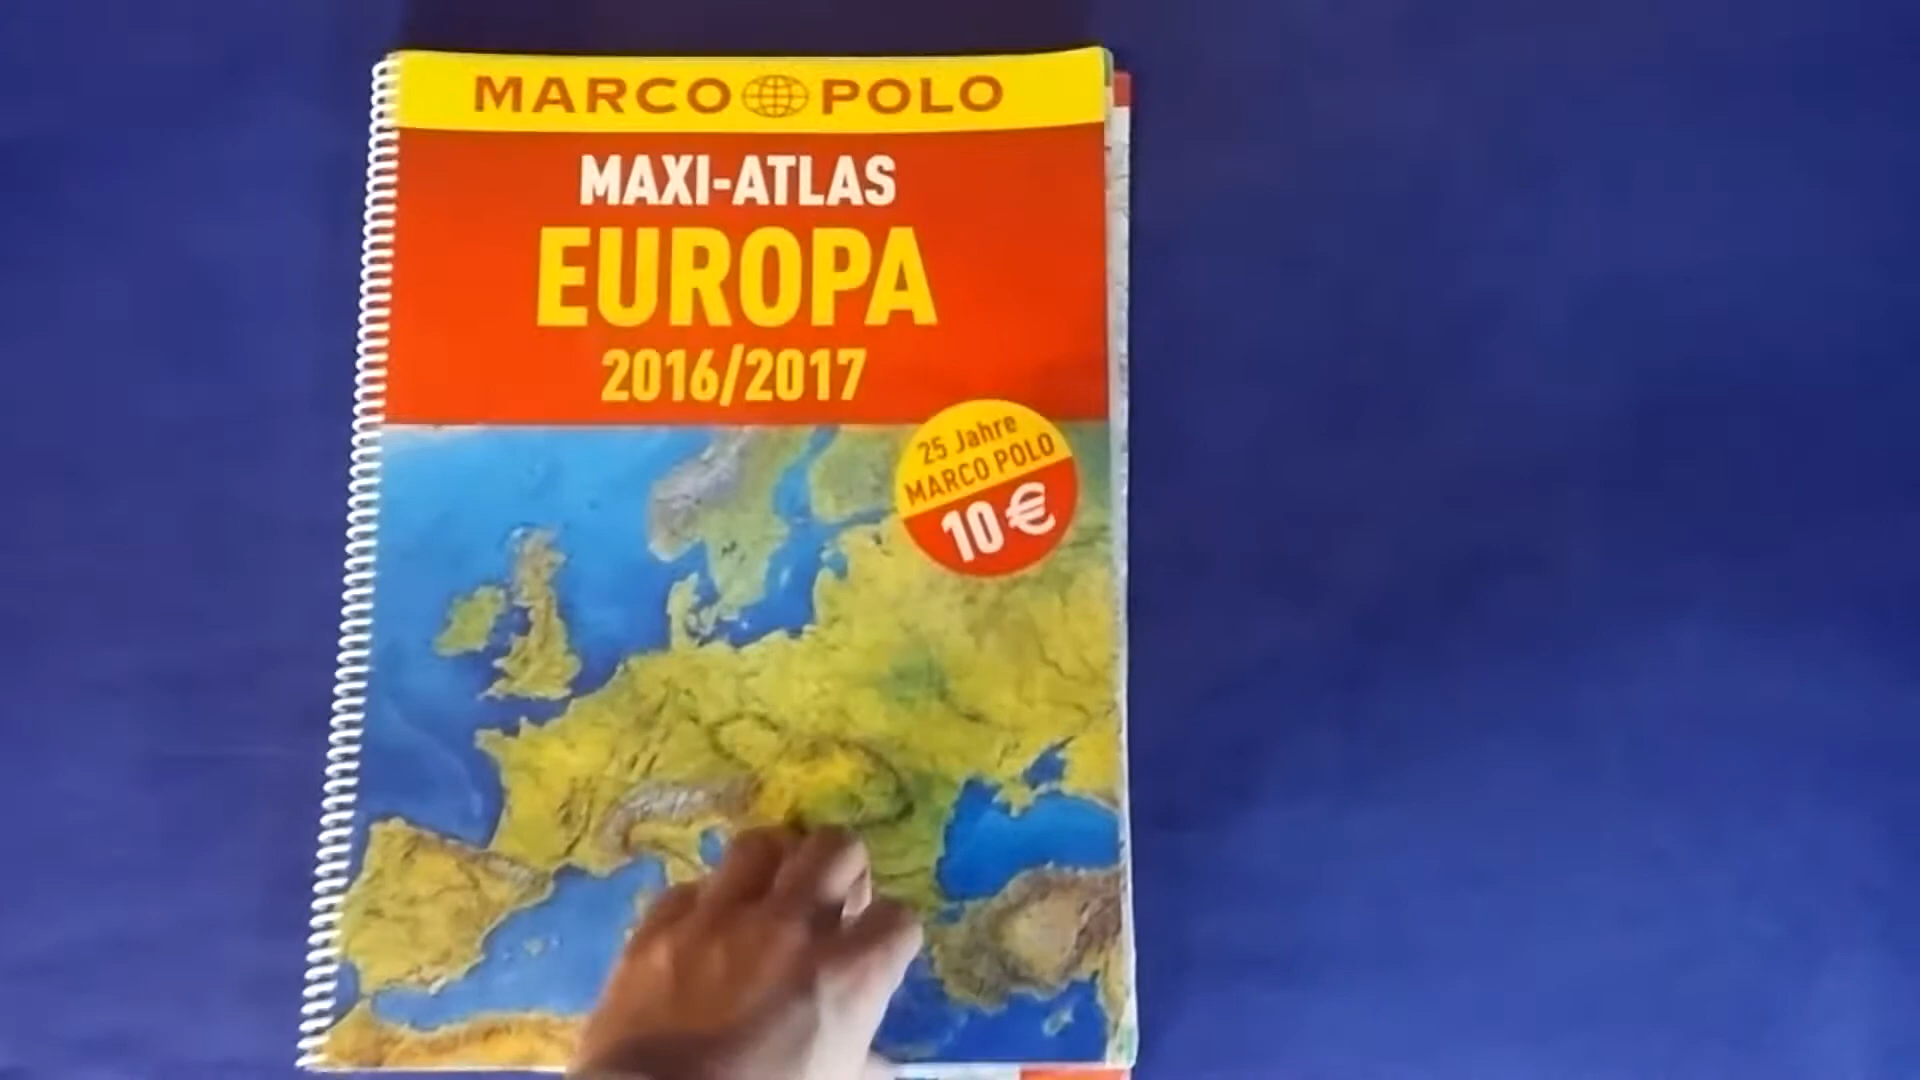 MARCO POLO
MAXI-ATLAS
EUROPA
2016/2017
25 Jahre
MARCO POLO
10 €